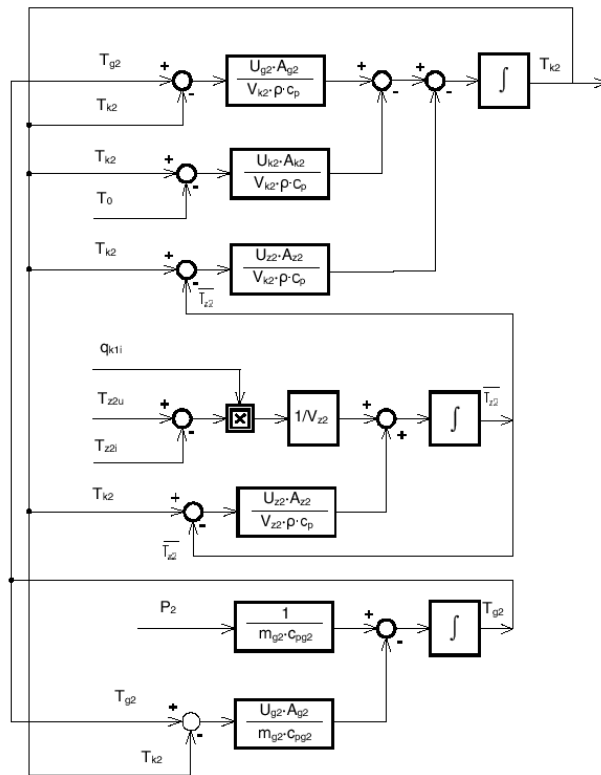 T_g2 + - U_g2·A_g2 + - + - ∫ T_k2
V_k2·ρ·c_p
T_k2
T_k2 + - U_k2·A_k2
V_k2·ρ·c_p
T_0
T_k2 + - U_z2·A_z2
V_k2·ρ·c_p
T̅_z2
q_k1i
T_z2u + - × 1/V_z2 + + ∫ T̅_z2
T_z2i
T_k2 + - U_z2·A_z2
V_z2·ρ·c_p
T̅_z2
P_2 1 + - ∫ T_g2
m_g2·c_pg2
T_g2 + - U_g2·A_g2
m_g2·c_pg2
T_k2